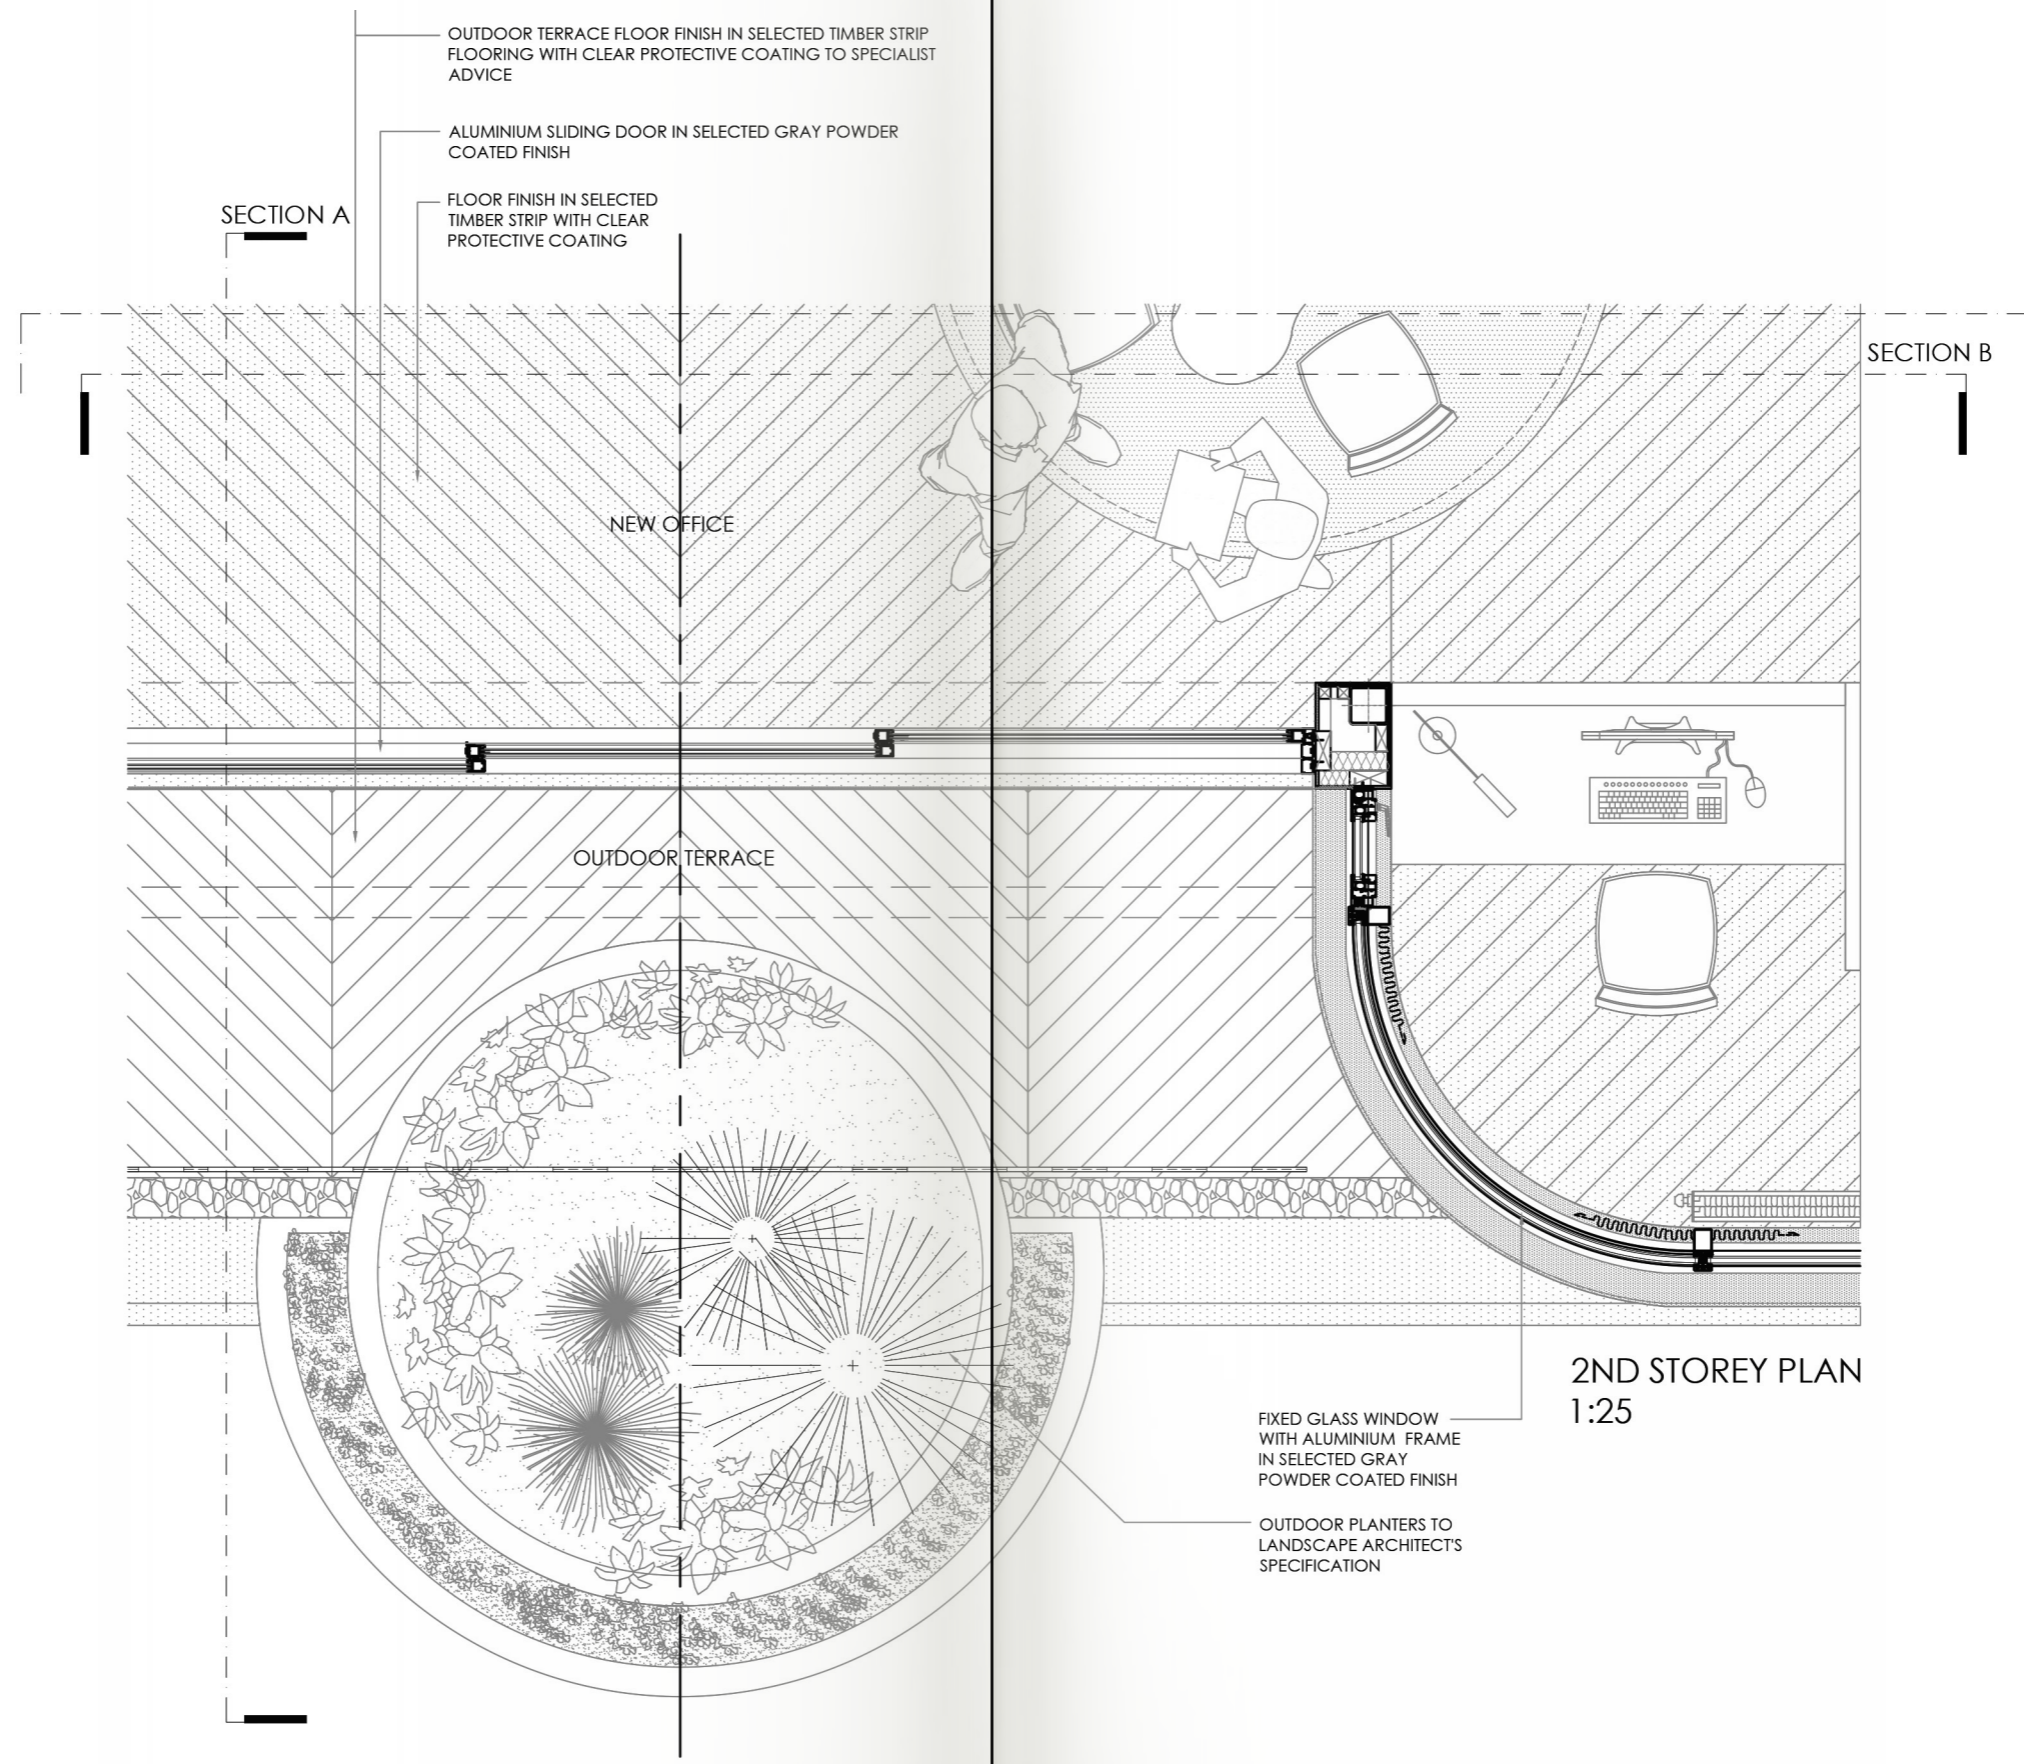 OUTDOOR TERRACE FLOOR FINISH IN SELECTED TIMBER STRIP
FLOORING WITH CLEAR PROTECTIVE COATING TO SPECIALIST
ADVICE
ALUMINIUM SLIDING DOOR IN SELECTED GRAY POWDER
COATED FINISH
FLOOR FINISH IN SELECTED
TIMBER STRIP WITH CLEAR
PROTECTIVE COATING
SECTION A
SECTION B
NEW OFFICE
OUTDOOR TERRACE
2ND STOREY PLAN
1:25
FIXED GLASS WINDOW
WITH ALUMINIUM FRAME
IN SELECTED GRAY
POWDER COATED FINISH
OUTDOOR PLANTERS TO
LANDSCAPE ARCHITECT'S
SPECIFICATION